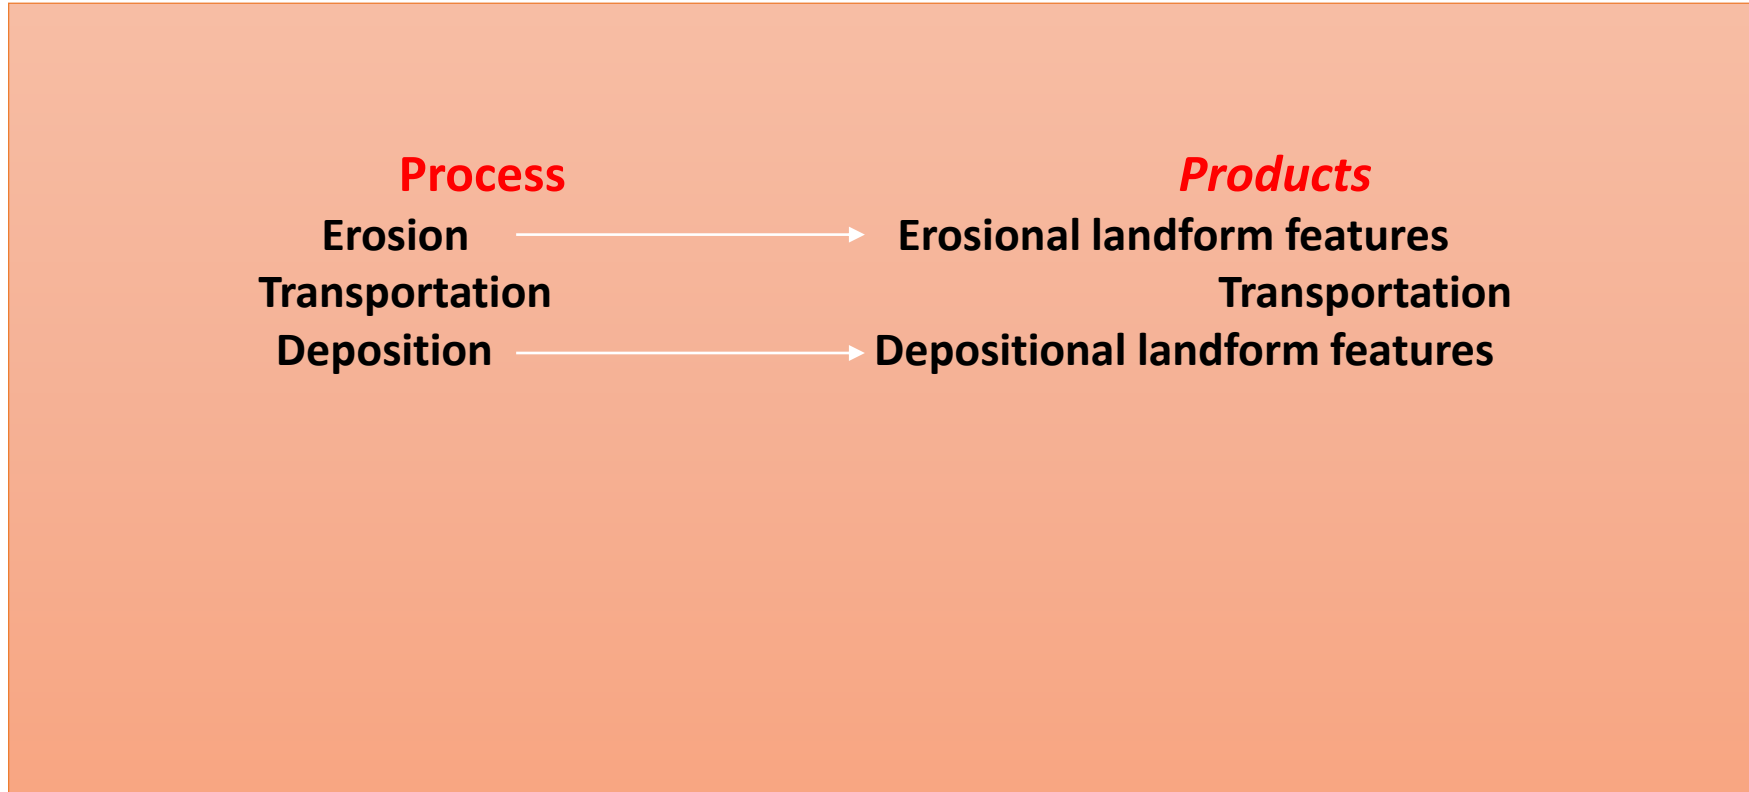 Process Products
Erosion Erosional landform features
Transportation Transportation
Deposition Depositional landform features